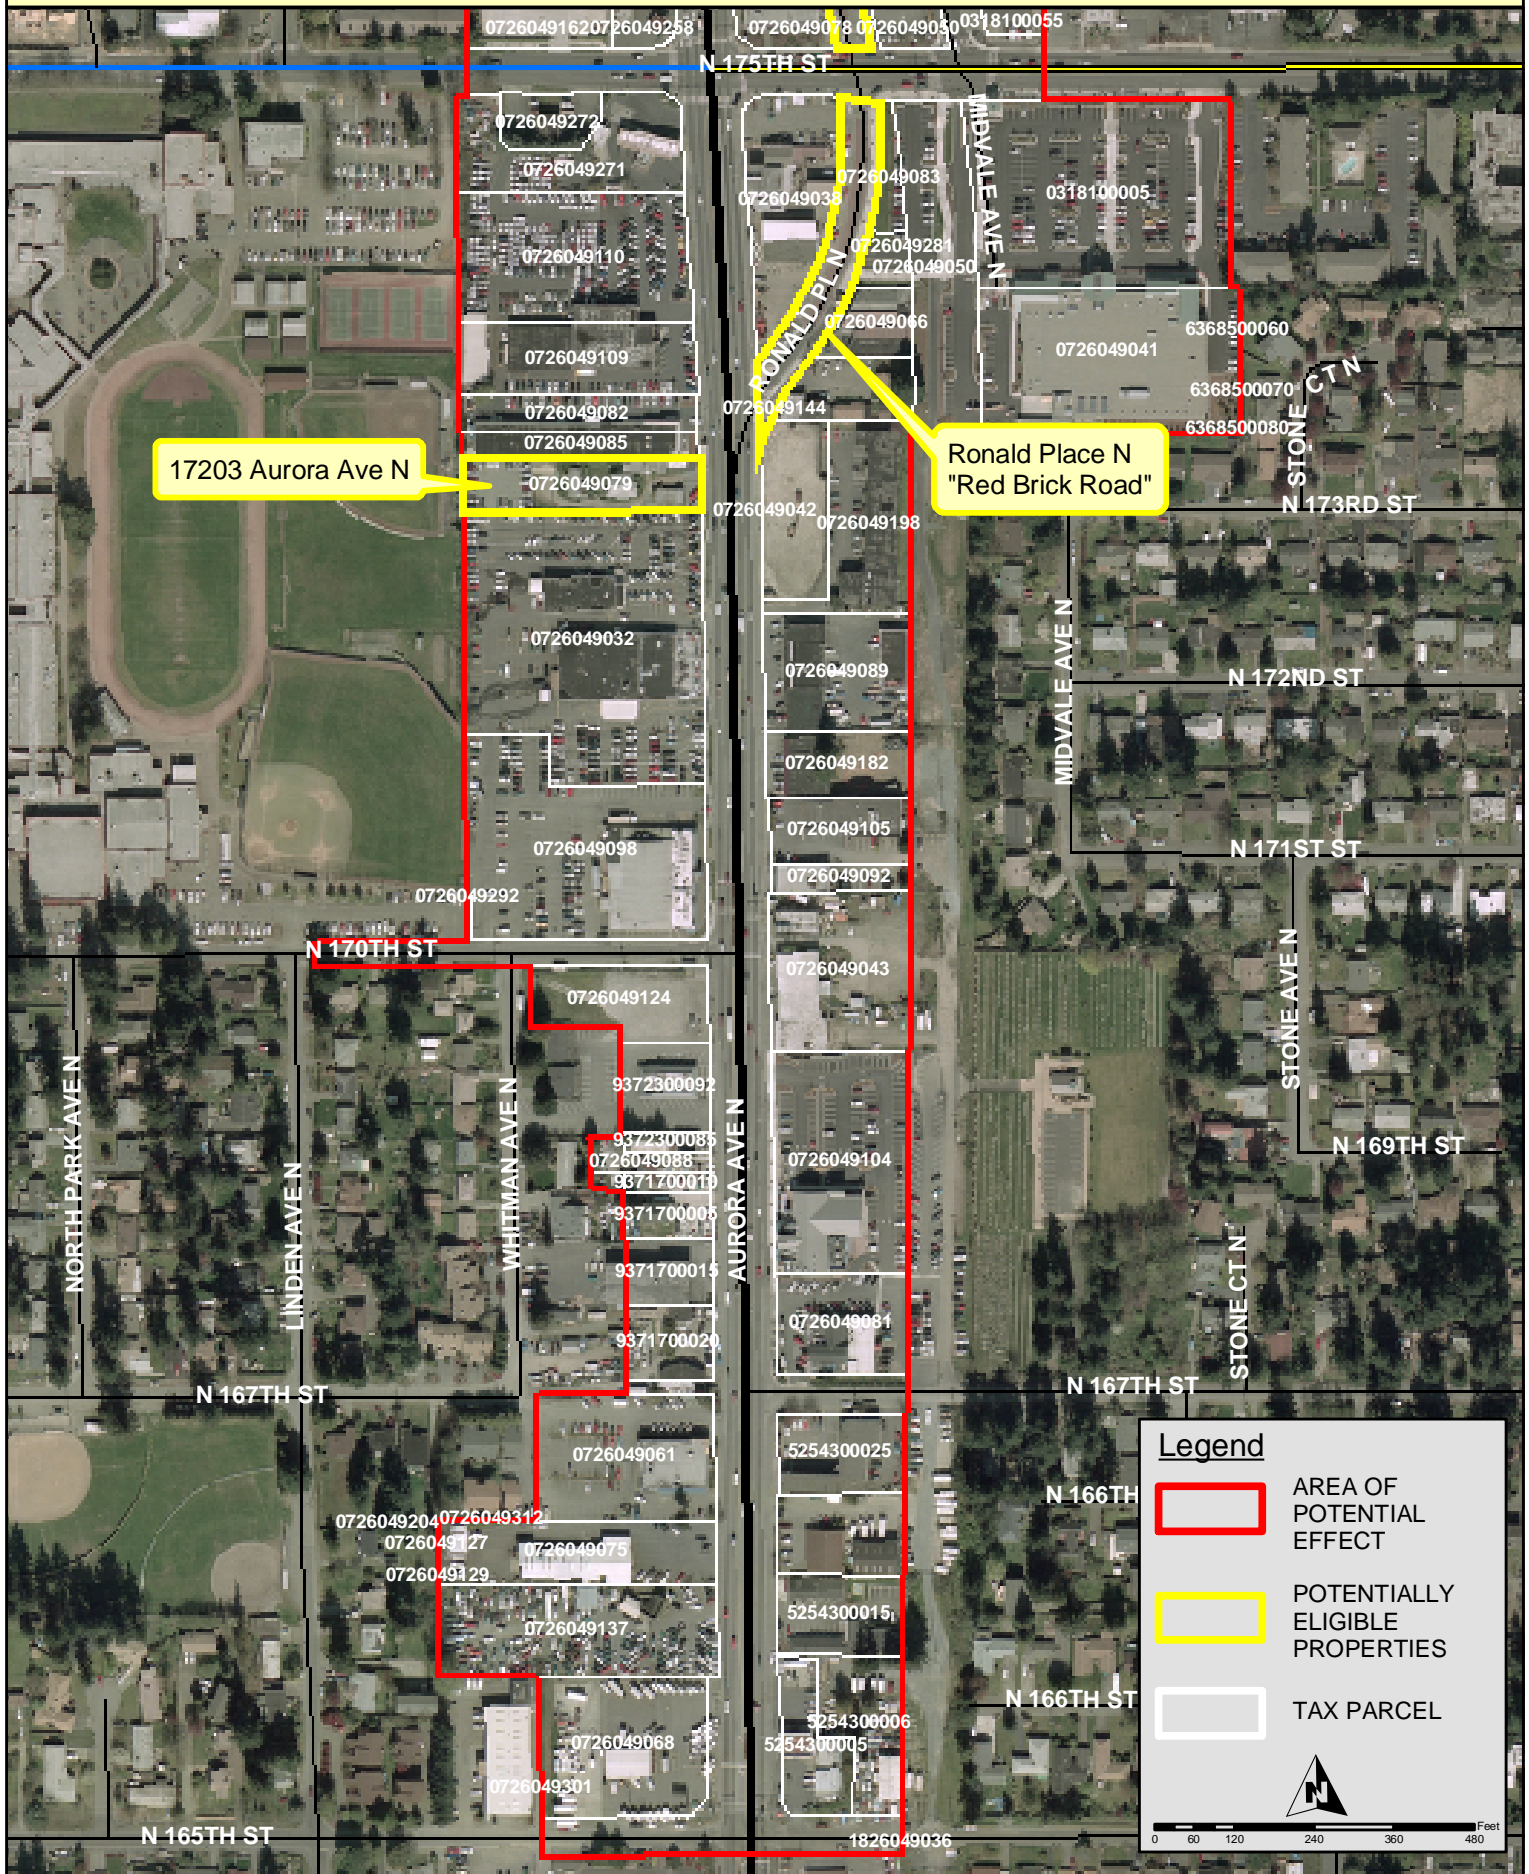 0726049162
0726049258
0726049078
0726049050
0318100055
N 175TH ST
0726049272
0726049271
0726049083
0726049038
0318100005
MIDVALE AVE N
0726049110
0726049281
0726049050
RONALD PL N
0726049066
6368500060
0726049109
0726049041
6368500070
STONE CT N
0726049082
0726049144
6368500080
0726049085
17203 Aurora Ave N
0726049079
Ronald Place N
"Red Brick Road"
0726049042
0726049198
N 173RD ST
0726049032
0726049089
MIDVALE AVE N
N 172ND ST
0726049182
0726049105
N 171ST ST
0726049098
0726049092
0726049292
N 170TH ST
0726049043
STONE AVE N
0726049124
NORTH PARK AVE N
LINDEN AVE N
WHITMAN AVE N
9372300092
AURORA AVE N
9372300085
0726049088
0726049104
N 169TH ST
9371700010
9371700005
9371700015
STONE CT N
9371700020
0726049081
N 167TH ST
N 167TH ST
0726049061
5254300025
N 166TH
0726049204
0726049312
0726049127
0726049075
0726049129
0726049137
5254300015
N 166TH ST
5254300006
0726049068
5254300005
0726049301
N 165TH ST
1826049036
Legend
AREA OF
POTENTIAL
EFFECT
POTENTIALLY
ELIGIBLE
PROPERTIES
TAX PARCEL
N
Feet
0 60 120 240 360 480